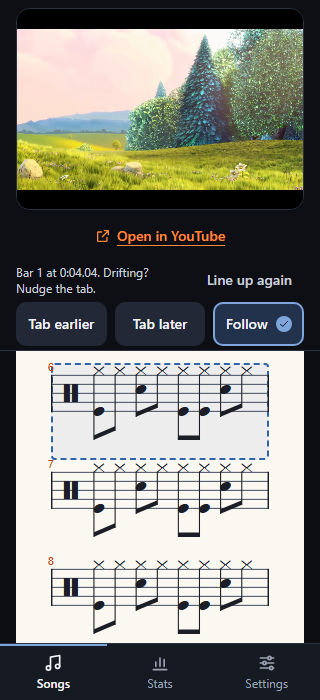 Open in YouTube
Bar 1 at 0:04.04. Drifting?
Nudge the tab.
Line up again
Tab earlier
Tab later
Follow
6
7
8
Songs
Stats
Settings